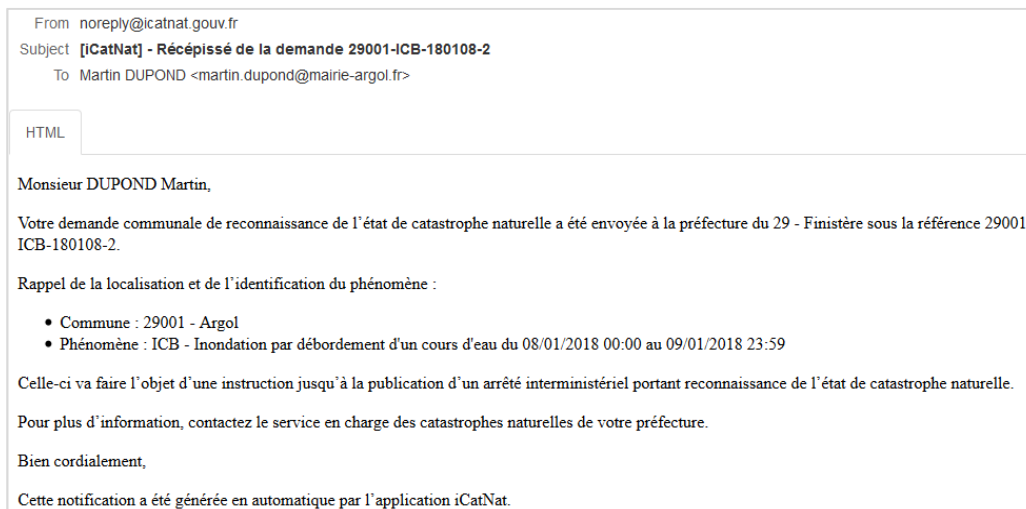 From noreply@icatnat.gouv.fr
Subject [iCatNat] - Récépissé de la demande 29001-ICB-180108-2
To Martin DUPOND <martin.dupond@mairie-argol.fr>
HTML
Monsieur DUPOND Martin,
Votre demande communale de reconnaissance de l’état de catastrophe naturelle a été envoyée à la préfecture du 29 - Finistère sous la référence 29001
ICB-180108-2.
Rappel de la localisation et de l’identification du phénomène :
• Commune : 29001 - Argol
• Phénomène : ICB - Inondation par débordement d'un cours d'eau du 08/01/2018 00:00 au 09/01/2018 23:59
Celle-ci va faire l’objet d’une instruction jusqu’à la publication d’un arrêté interministériel portant reconnaissance de l’état de catastrophe naturelle.
Pour plus d’information, contactez le service en charge des catastrophes naturelles de votre préfecture.
Bien cordialement,
Cette notification a été générée en automatique par l’application iCatNat.